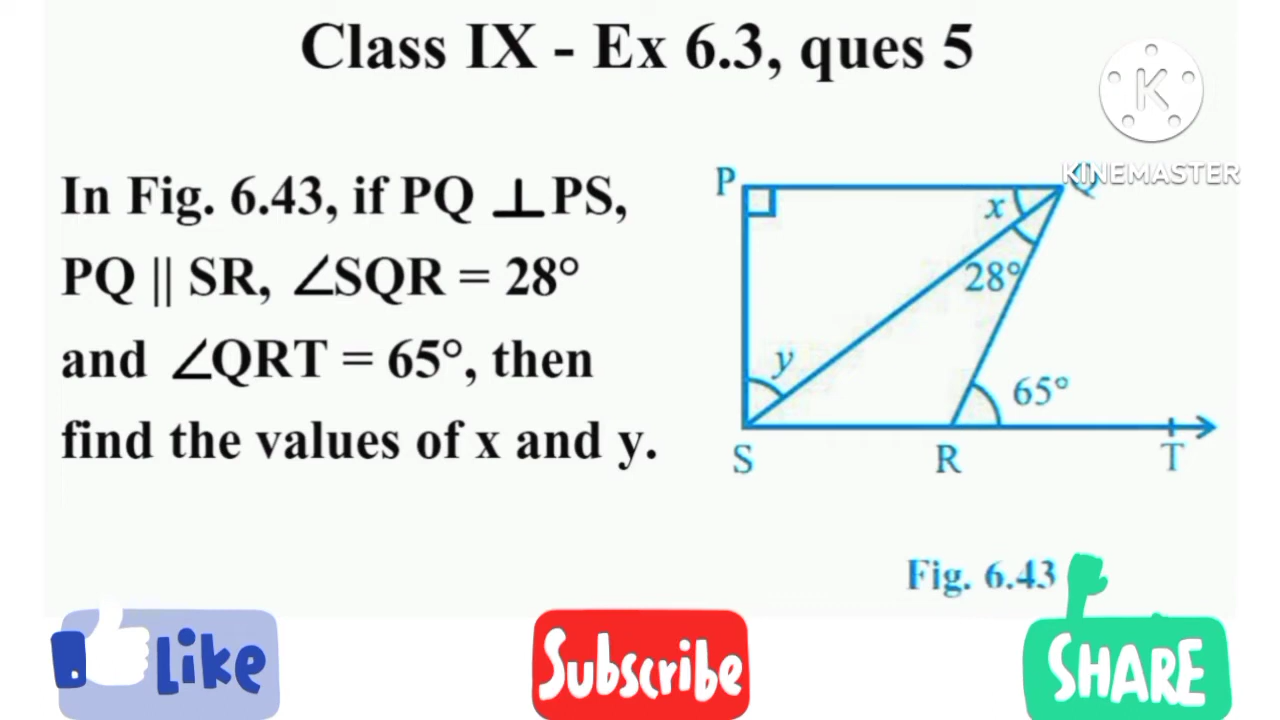 Class IX - Ex 6.3, ques 5
K
KINEMASTER
In Fig. 6.43, if PQ ⊥ PS,
PQ || SR, ∠SQR = 28°
and ∠QRT = 65°, then
find the values of x and y.
P
Q
x
28°
y
65°
S
R
T
Fig. 6.43
Like
Subscribe
SHARE